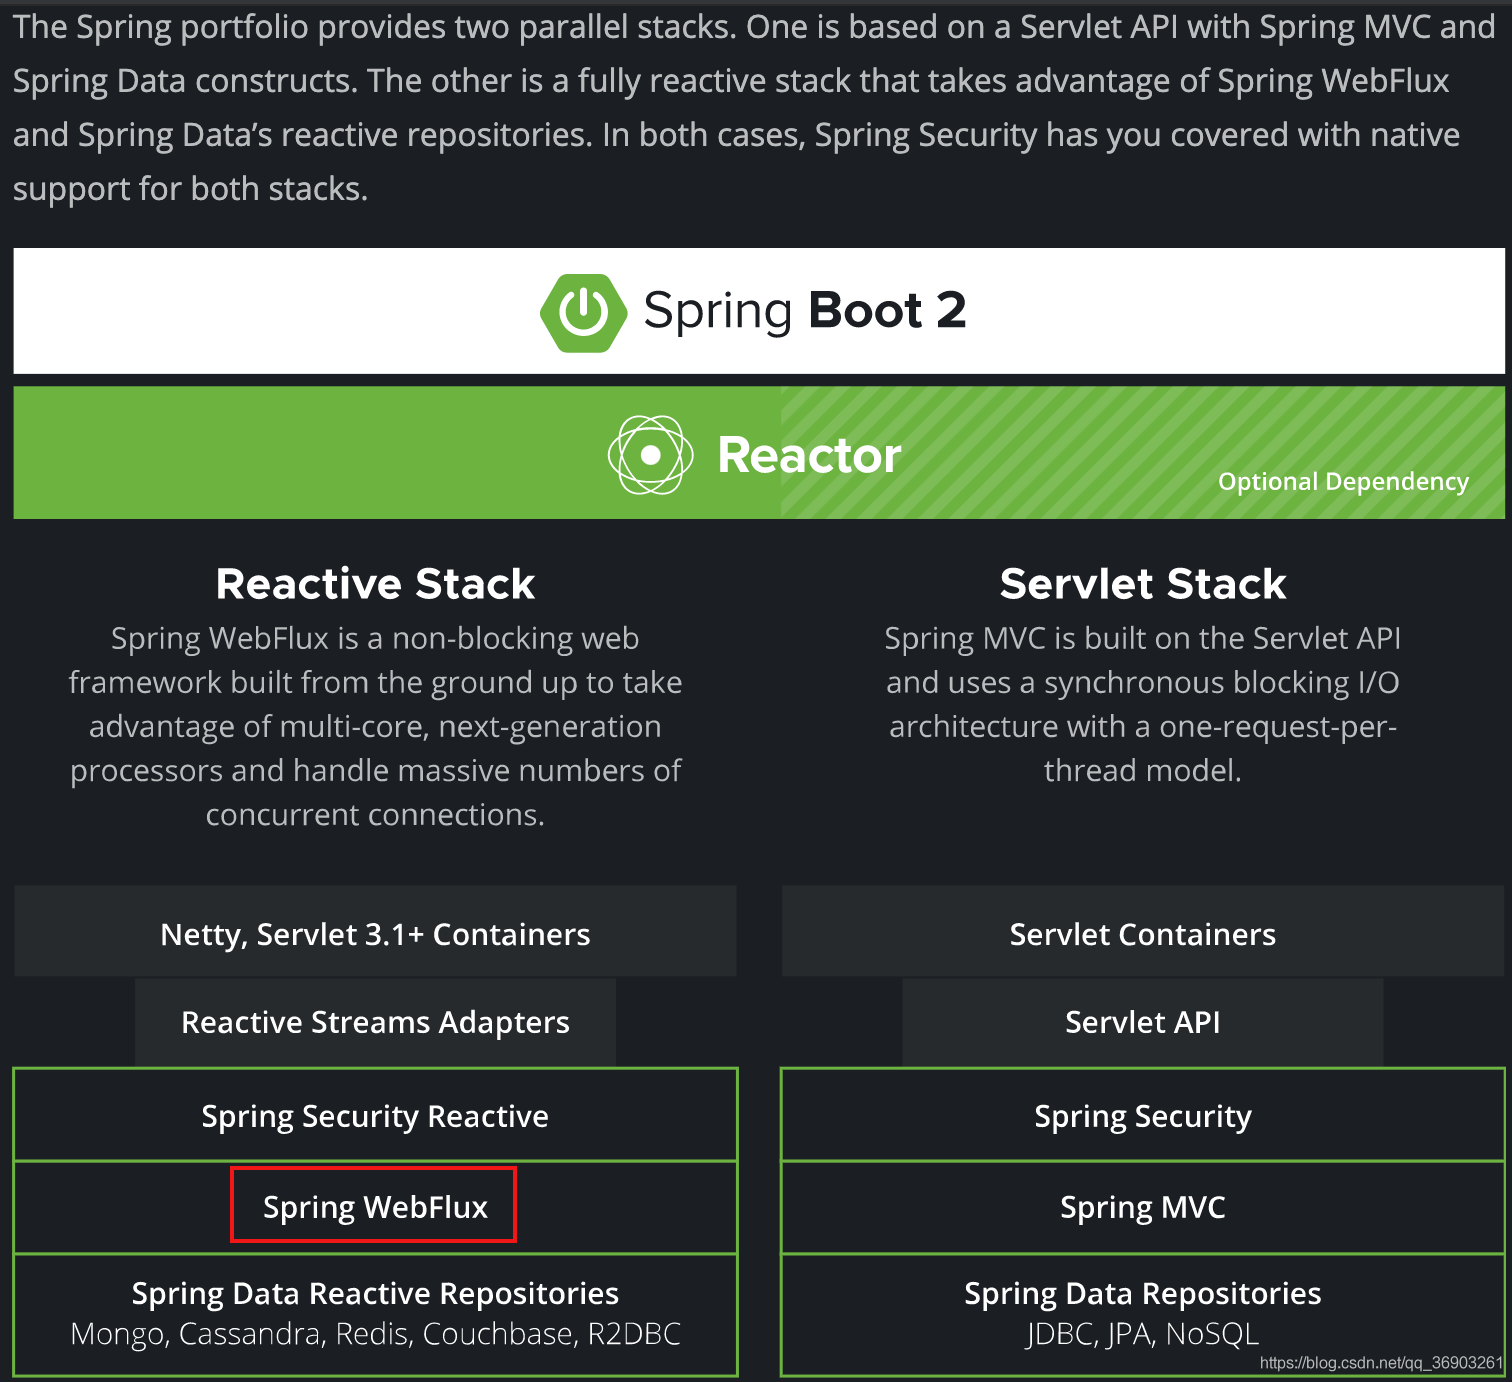 The Spring portfolio provides two parallel stacks. One is based on a Servlet API with Spring MVC and
Spring Data constructs. The other is a fully reactive stack that takes advantage of Spring WebFlux
and Spring Data’s reactive repositories. In both cases, Spring Security has you covered with native
support for both stacks.
Spring Boot 2
Reactor
Optional Dependency
Reactive Stack
Spring WebFlux is a non-blocking web
framework built from the ground up to take
advantage of multi-core, next-generation
processors and handle massive numbers of
concurrent connections.
Netty, Servlet 3.1+ Containers
Reactive Streams Adapters
Spring Security Reactive
Spring WebFlux
Spring Data Reactive Repositories
Mongo, Cassandra, Redis, Couchbase, R2DBC
Servlet Stack
Spring MVC is built on the Servlet API
and uses a synchronous blocking I/O
architecture with a one-request-per-
thread model.
Servlet Containers
Servlet API
Spring Security
Spring MVC
Spring Data Repositories
JDBC, JPA, NoSQL
https://blog.csdn.net/qq_36903261